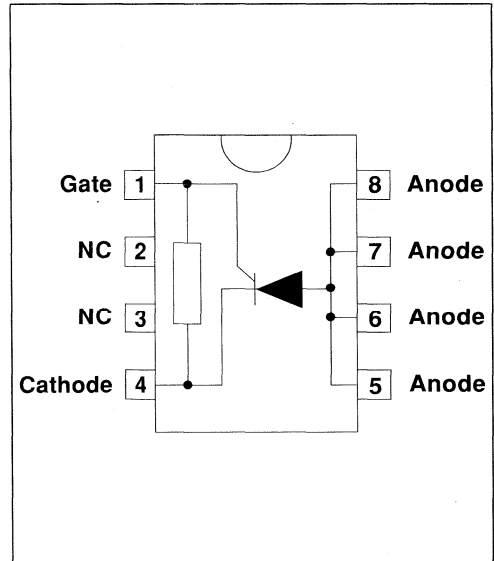 Gate 1 8 Anode
NC 2 7 Anode
NC 3 6 Anode
Cathode 4 5 Anode